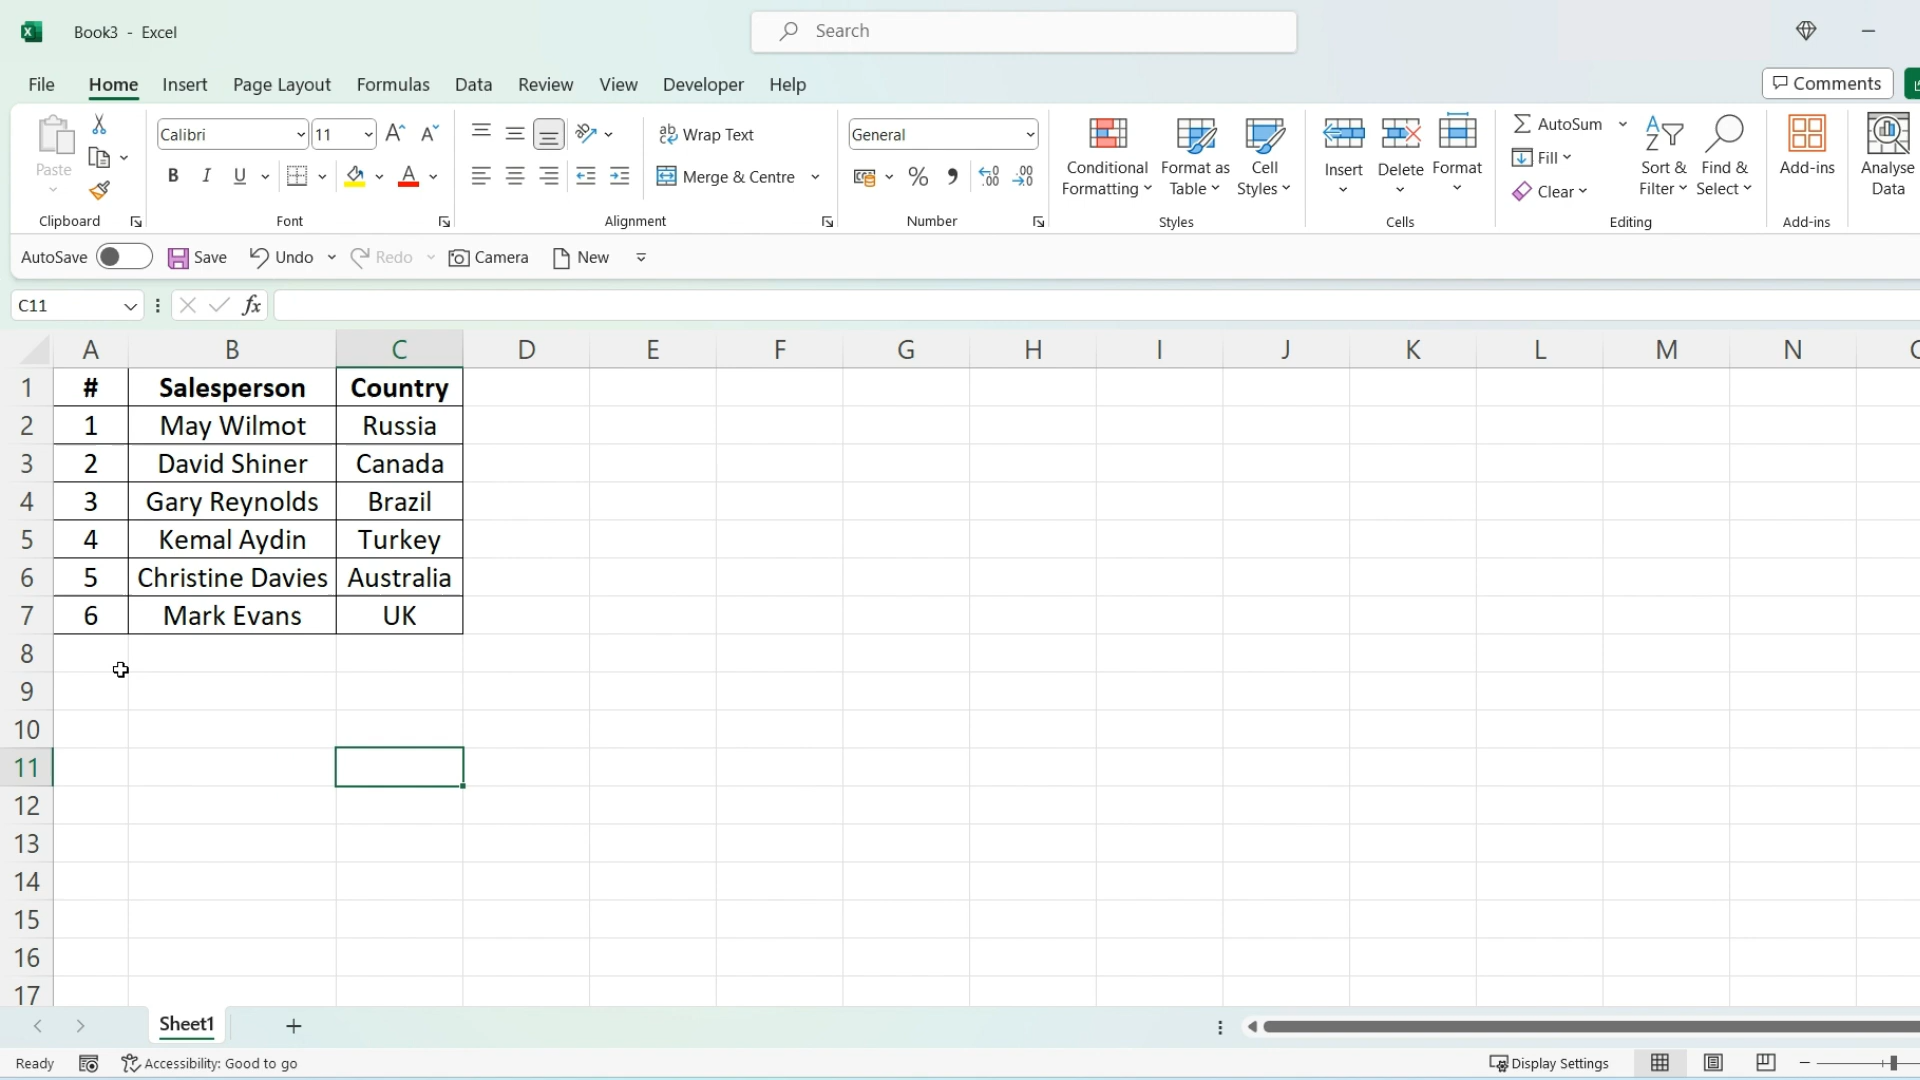 Book3 - Excel
Search
File Home Insert Page Layout Formulas Data Review View Developer Help
Comments
Paste
Clipboard
Calibri 11
B I U A
Font
Wrap Text
Merge & Centre
Alignment
General
%
Number
Conditional Formatting
Format as Table
Cell Styles
Styles
Insert
Delete
Format
Cells
AutoSum
Fill
Clear
Sort & Filter
Find & Select
Editing
Add-ins
Add-ins
Analyse Data
AutoSave Save Undo Redo Camera New
C11 fx
A B C D E F G H I J K L M N
1 # Salesperson Country
2 1 May Wilmot Russia
3 2 David Shiner Canada
4 3 Gary Reynolds Brazil
5 4 Kemal Aydin Turkey
6 5 Christine Davies Australia
7 6 Mark Evans UK
8
9
10
11
12
13
14
15
16
17
Sheet1
Ready Accessibility: Good to go Display Settings